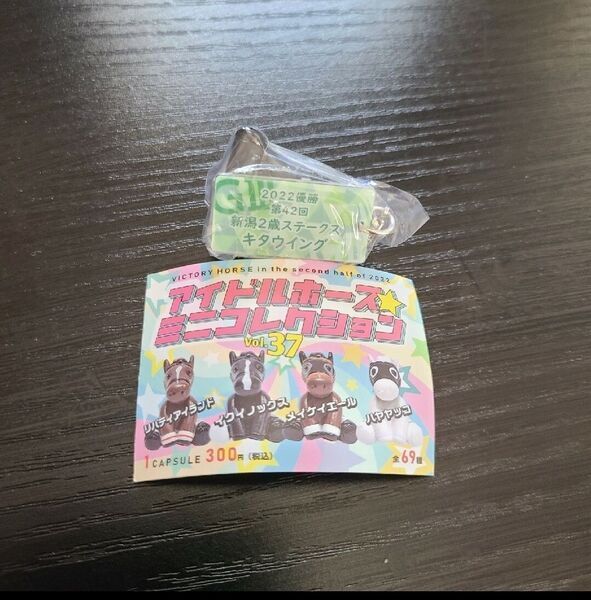 GIII
2022優勝
第42回
新潟2歳ステークス
キタウイング
VICTORY HORSE in the second half of 2022
アイドルホース
ミニコレクション
Vol.37
リバティアイランド
イクイノックス
メイケイエール
ハヤヤッコ
1 CAPSULE 300円(税込)
全69種